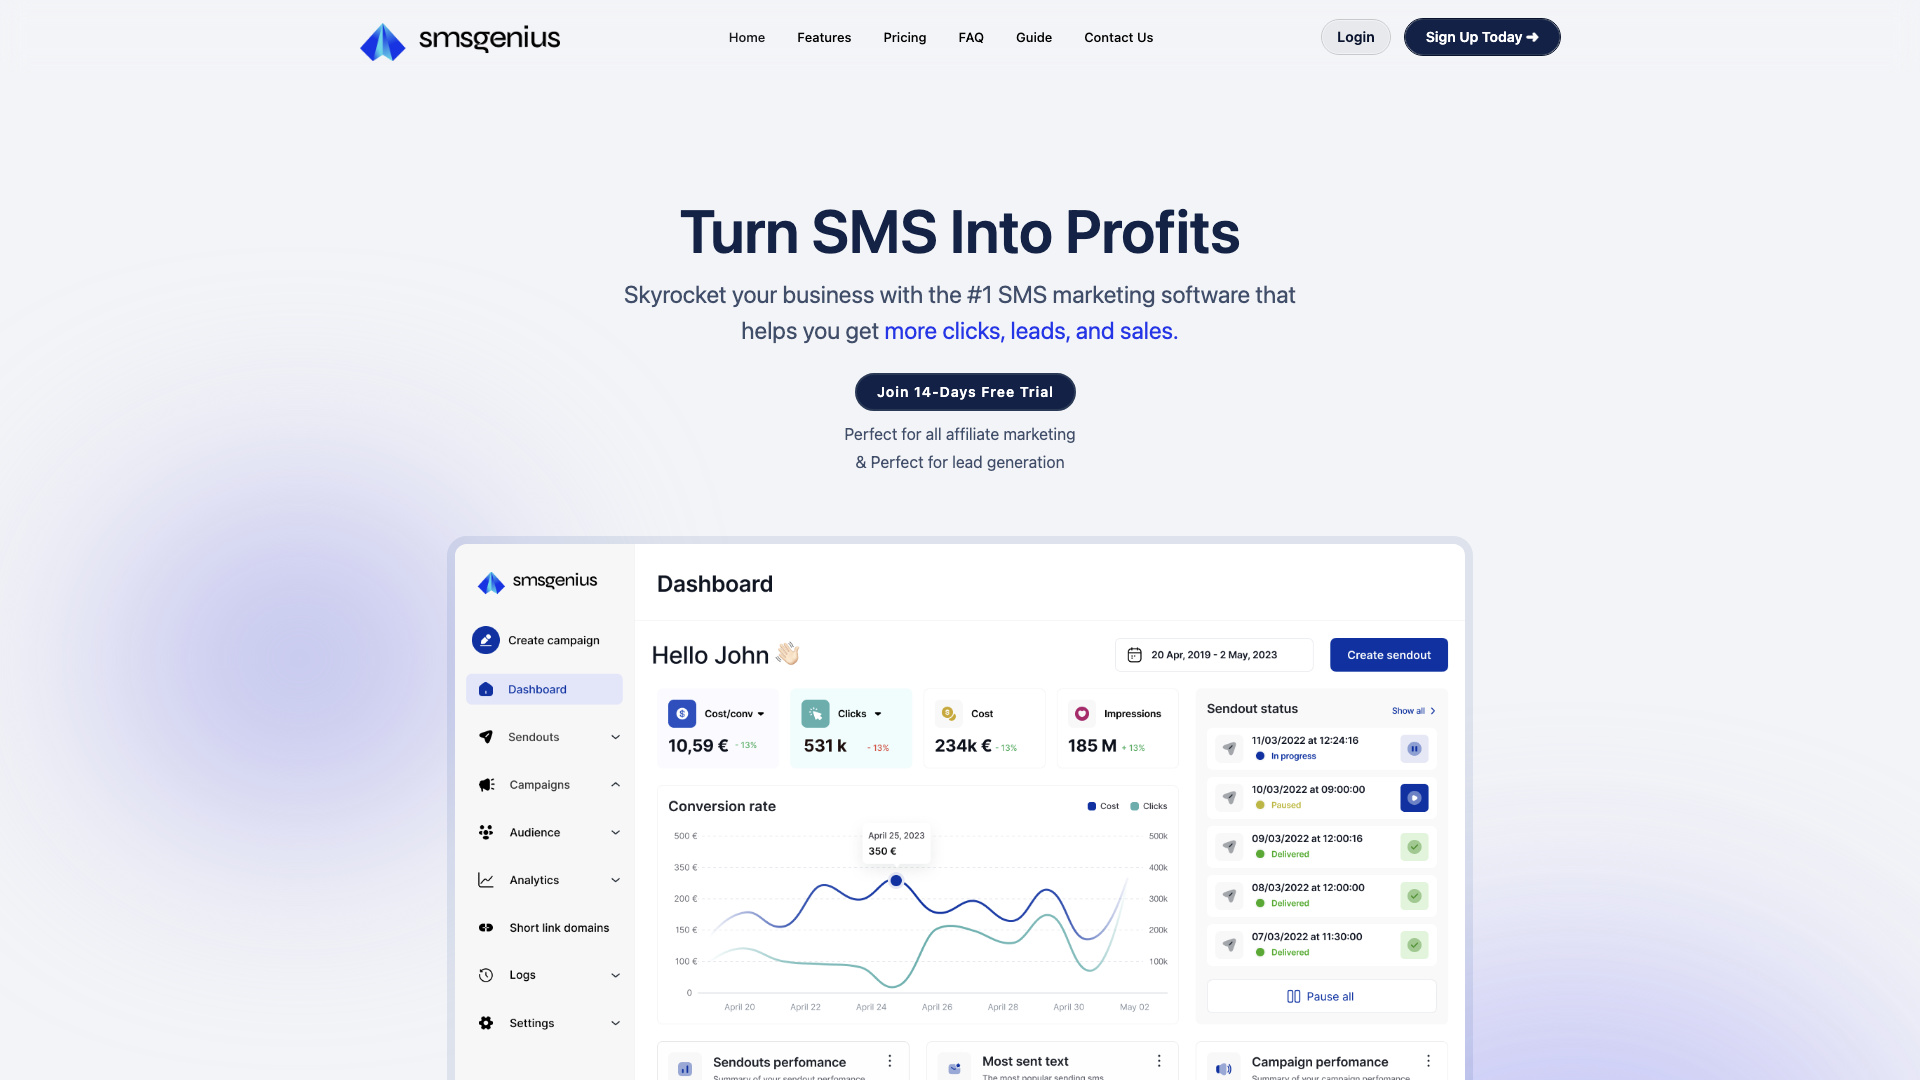 smsgenius
Home
Features
Pricing
FAQ
Guide
Contact Us
Login
Sign Up Today ➜
Turn SMS Into Profits
Skyrocket your business with the #1 SMS marketing software that
helps you get more clicks, leads, and sales.
Join 14-Days Free Trial
Perfect for all affiliate marketing
& Perfect for lead generation
smsgenius
Create campaign
Dashboard
Sendouts
Campaigns
Audience
Analytics
Short link domains
Logs
Settings
Dashboard
Hello John 👋🏻
20 Apr, 2019 - 2 May, 2023
Create sendout
Cost/conv
10,59 € - 13%
Clicks
531 k - 13%
Cost
234k € - 13%
Impressions
185 M + 13%
Conversion rate
Cost
Clicks
500 €
350 €
200 €
150 €
100 €
0
April 25, 2023
350 €
500k
400k
300k
200k
100k
April 20
April 22
April 24
April 26
April 28
April 30
May 02
Sendout status
Show all
11/03/2022 at 12:24:16
In progress
10/03/2022 at 09:00:00
Paused
09/03/2022 at 12:00:16
Delivered
08/03/2022 at 12:00:00
Delivered
07/03/2022 at 11:30:00
Delivered
Pause all
Sendouts perfomance
Summary of your sendout perfomance
Most sent text
The most popular sending sms
Campaign perfomance
Summary of your campaign perfomance